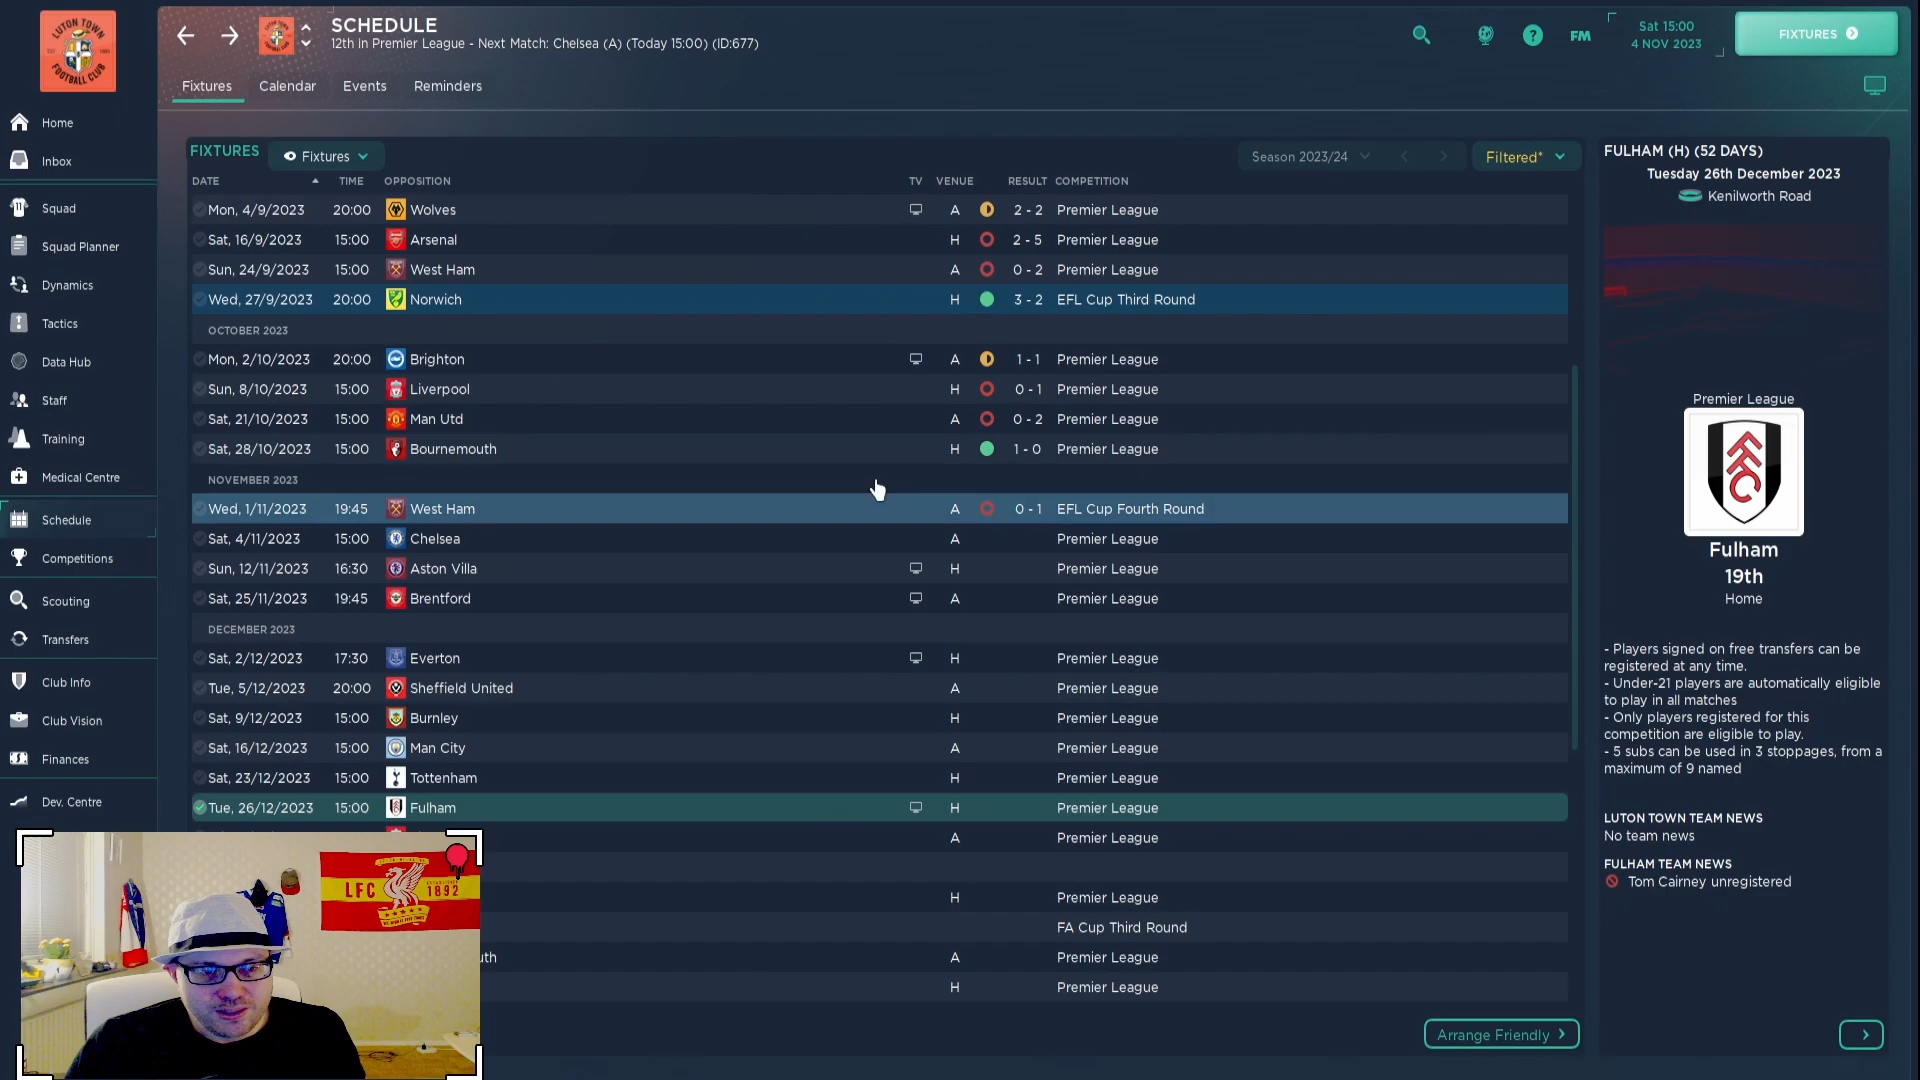 LUTON TOWN
FOOTBALL CLUB
SCHEDULE
12th in Premier League - Next Match: Chelsea (A) (Today 15:00) (ID:677)
FM
Sat 15:00
4 NOV 2023
FIXTURES
Fixtures Calendar Events Reminders
Home
Inbox
Squad
Squad Planner
Dynamics
Tactics
Data Hub
Staff
Training
Medical Centre
Schedule
Competitions
Scouting
Transfers
Club Info
Club Vision
Finances
Dev. Centre
FIXTURES Fixtures Season 2023/24 Filtered*
DATE TIME OPPOSITION TV VENUE RESULT COMPETITION
Mon, 4/9/2023 20:00 Wolves A 2 - 2 Premier League
Sat, 16/9/2023 15:00 Arsenal H 2 - 5 Premier League
Sun, 24/9/2023 15:00 West Ham A 0 - 2 Premier League
Wed, 27/9/2023 20:00 Norwich H 3 - 2 EFL Cup Third Round
OCTOBER 2023
Mon, 2/10/2023 20:00 Brighton A 1 - 1 Premier League
Sun, 8/10/2023 15:00 Liverpool H 0 - 1 Premier League
Sat, 21/10/2023 15:00 Man Utd A 0 - 2 Premier League
Sat, 28/10/2023 15:00 Bournemouth H 1 - 0 Premier League
NOVEMBER 2023
Wed, 1/11/2023 19:45 West Ham A 0 - 1 EFL Cup Fourth Round
Sat, 4/11/2023 15:00 Chelsea A Premier League
Sun, 12/11/2023 16:30 Aston Villa H Premier League
Sat, 25/11/2023 19:45 Brentford A Premier League
DECEMBER 2023
Sat, 2/12/2023 17:30 Everton H Premier League
Tue, 5/12/2023 20:00 Sheffield United A Premier League
Sat, 9/12/2023 15:00 Burnley H Premier League
Sat, 16/12/2023 15:00 Man City A Premier League
Sat, 23/12/2023 15:00 Tottenham H Premier League
Tue, 26/12/2023 15:00 Fulham H Premier League
A Premier League
H Premier League
FA Cup Third Round
uth A Premier League
H Premier League
Arrange Friendly
FULHAM (H) (52 DAYS)
Tuesday 26th December 2023
Kenilworth Road
Premier League
FFC
Fulham
19th
Home
- Players signed on free transfers can be
registered at any time.
- Under-21 players are automatically eligible
to play in all matches
- Only players registered for this
competition are eligible to play.
- 5 subs can be used in 3 stoppages, from a
maximum of 9 named
LUTON TOWN TEAM NEWS
No team news
FULHAM TEAM NEWS
Tom Cairney unregistered
LFC 1892